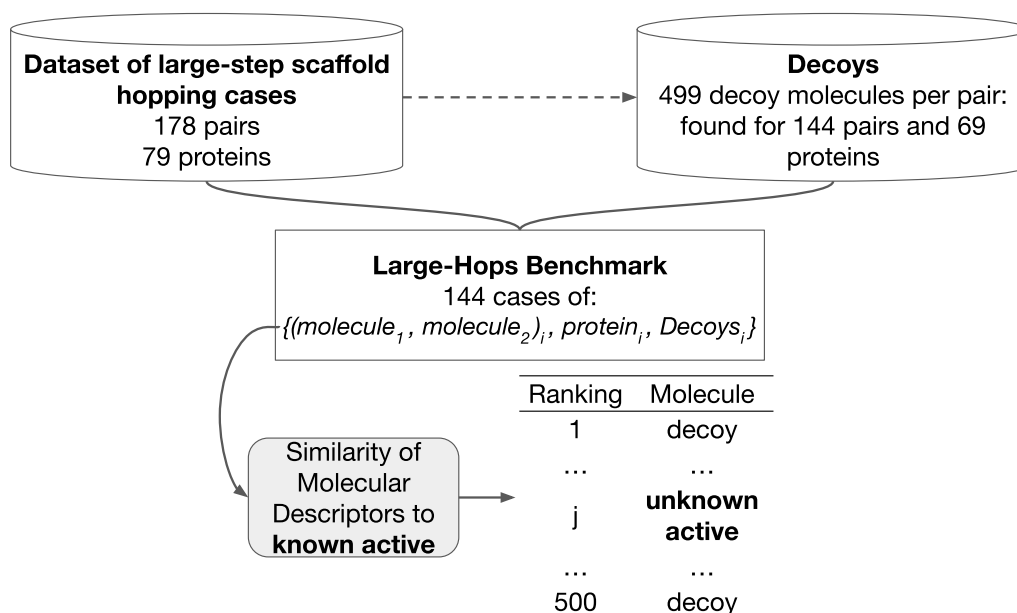 Dataset of large-step scaffold
hopping cases
178 pairs
79 proteins
Decoys
499 decoy molecules per pair:
found for 144 pairs and 69
proteins
Large-Hops Benchmark
144 cases of:
{(molecule₁, molecule₂)ᵢ, proteinᵢ, Decoysᵢ}
Similarity of
Molecular
Descriptors to
known active
Ranking Molecule
1 decoy
... ...
j unknown
active
... ...
500 decoy